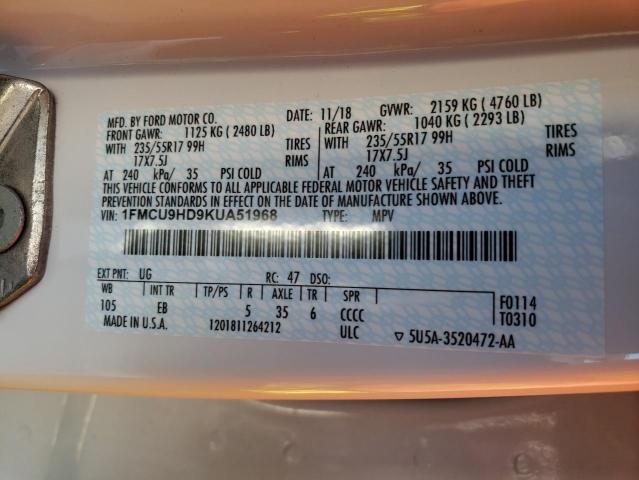 MFD. BY FORD MOTOR CO. 11/18 GVWR: 2159 KG ( 4760 LB)
FRONT GAWR: 1125 KG ( 2480 LB) REAR GAWR: 1040 KG ( 2293 LB)
WITH 235/55R17 99H TIRES WITH 235/55R17 99H TIRES
17X7.5J RIMS 17X7.5J RIMS
AT 240 kPa/ 35 PSI COLD AT 240 kPa/ 35 PSI COLD
THIS VEHICLE CONFORMS TO ALL APPLICABLE FEDERAL MOTOR VEHICLE SAFETY AND THEFT
PREVENTION STANDARDS IN EFFECT ON THE DATE OF MANUFACTURE SHOWN ABOVE.
VIN: 1FMCU9HD9KUA51968 TYPE: MPV
EXT PNT: UG RC: 47 DSO:
WB INT TR TP/PS R AXLE TR SPR F0114
105 EB 5 35 6 CCCC T0310
MADE IN U.S.A. 1201811264212 ULC ▽ 5U5A-3520472-AA